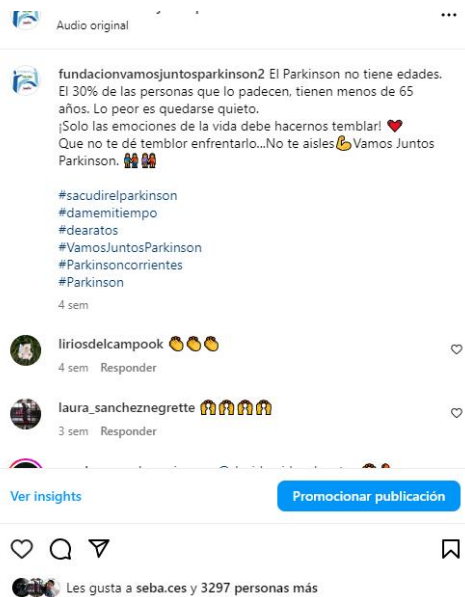 Audio original
fundacionvamosjuntosparkinson2 El Parkinson no tiene edades.
El 30% de las personas que lo padecen, tienen menos de 65
años. Lo peor es quedarse quieto.
¡Solo las emociones de la vida debe hacernos temblar! ❤️
Que no te dé temblor enfrentarlo...No te aisles💪Vamos Juntos
Parkinson. 👫👭
#sacudirelparkinson
#damemitiempo
#dearatos
#VamosJuntosParkinson
#Parkinsoncorrientes
#Parkinson
4 sem
liriosdelcampook 👏👏👏
4 sem Responder
laura_sancheznegrette 🙌🙌🙌🙌
3 sem Responder
Ver insights
Promocionar publicación
Les gusta a seba.ces y 3297 personas más